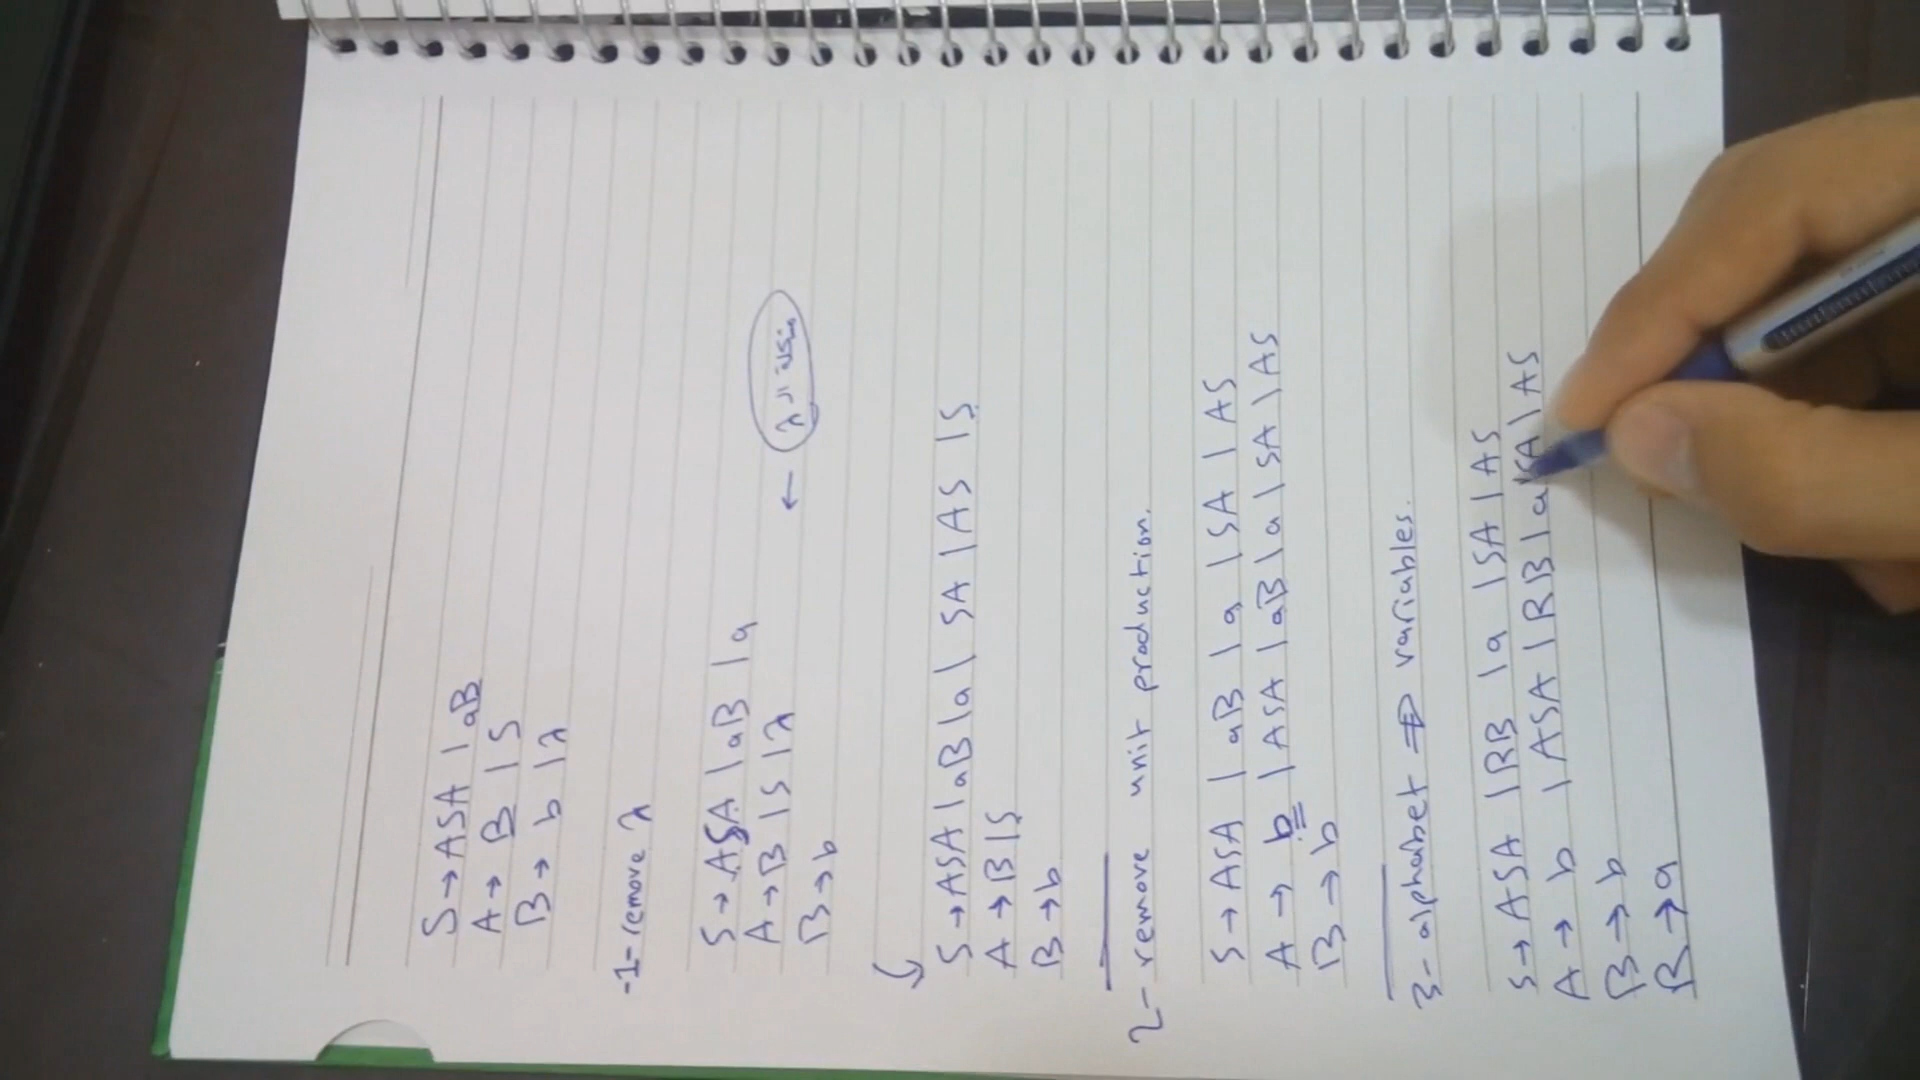 S→ASA | aB
A→ B | S
B→ b | λ
-1- remove λ
S→ASA | aB | a
A→B | S | λ
B→b
←
S→ASA | aB | a | SA | AS | S
A→B | S
B→b
2- remove unit production.
S→ASA | aB | a | SA | AS
A→ b | ASA | aB | a | SA | AS
B→b
3- alphabet ⇒ variables.
S→ASA | RB | a | SA | AS
A→ b | ASA | RB | a SA | AS
B→b
R→a